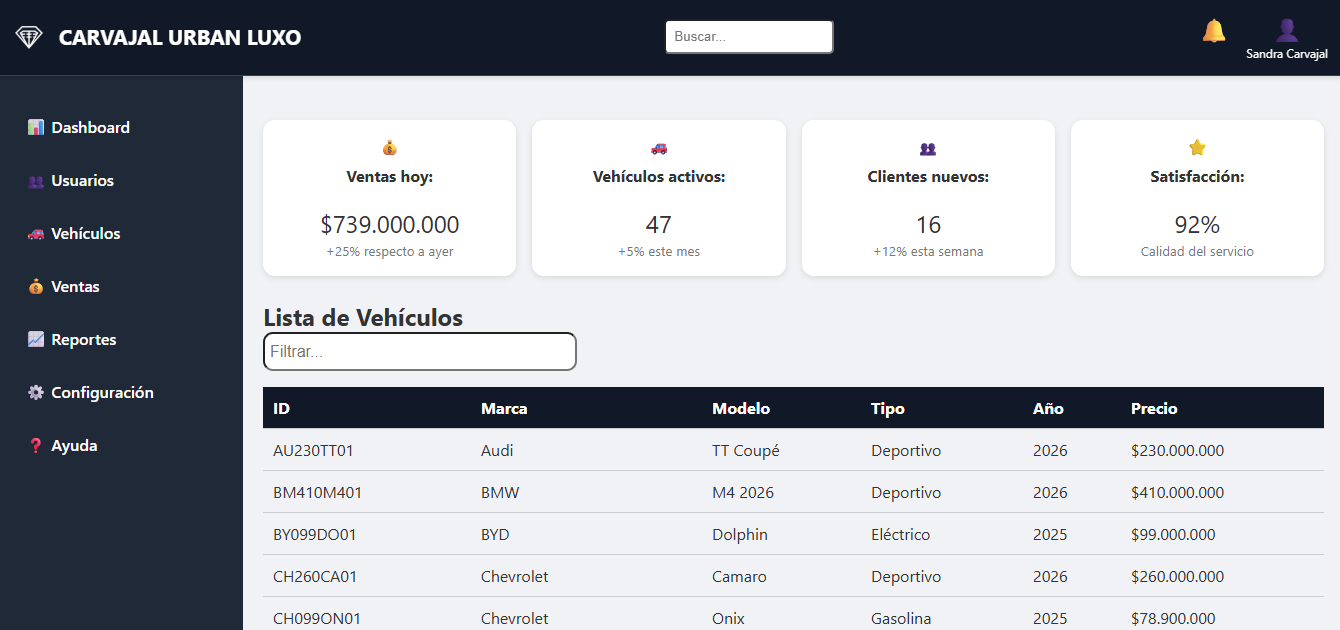 CARVAJAL URBAN LUXO
Buscar...
Sandra Carvajal
Dashboard
Usuarios
Vehículos
Ventas
Reportes
Configuración
Ayuda
Ventas hoy:
$739.000.000
+25% respecto a ayer
Vehículos activos:
47
+5% este mes
Clientes nuevos:
16
+12% esta semana
Satisfacción:
92%
Calidad del servicio
Lista de Vehículos
Filtrar...
ID Marca Modelo Tipo Año Precio
AU230TT01 Audi TT Coupé Deportivo 2026 $230.000.000
BM410M401 BMW M4 2026 Deportivo 2026 $410.000.000
BY099DO01 BYD Dolphin Eléctrico 2025 $99.000.000
CH260CA01 Chevrolet Camaro Deportivo 2026 $260.000.000
CH099ON01 Chevrolet Onix Gasolina 2025 $78.900.000